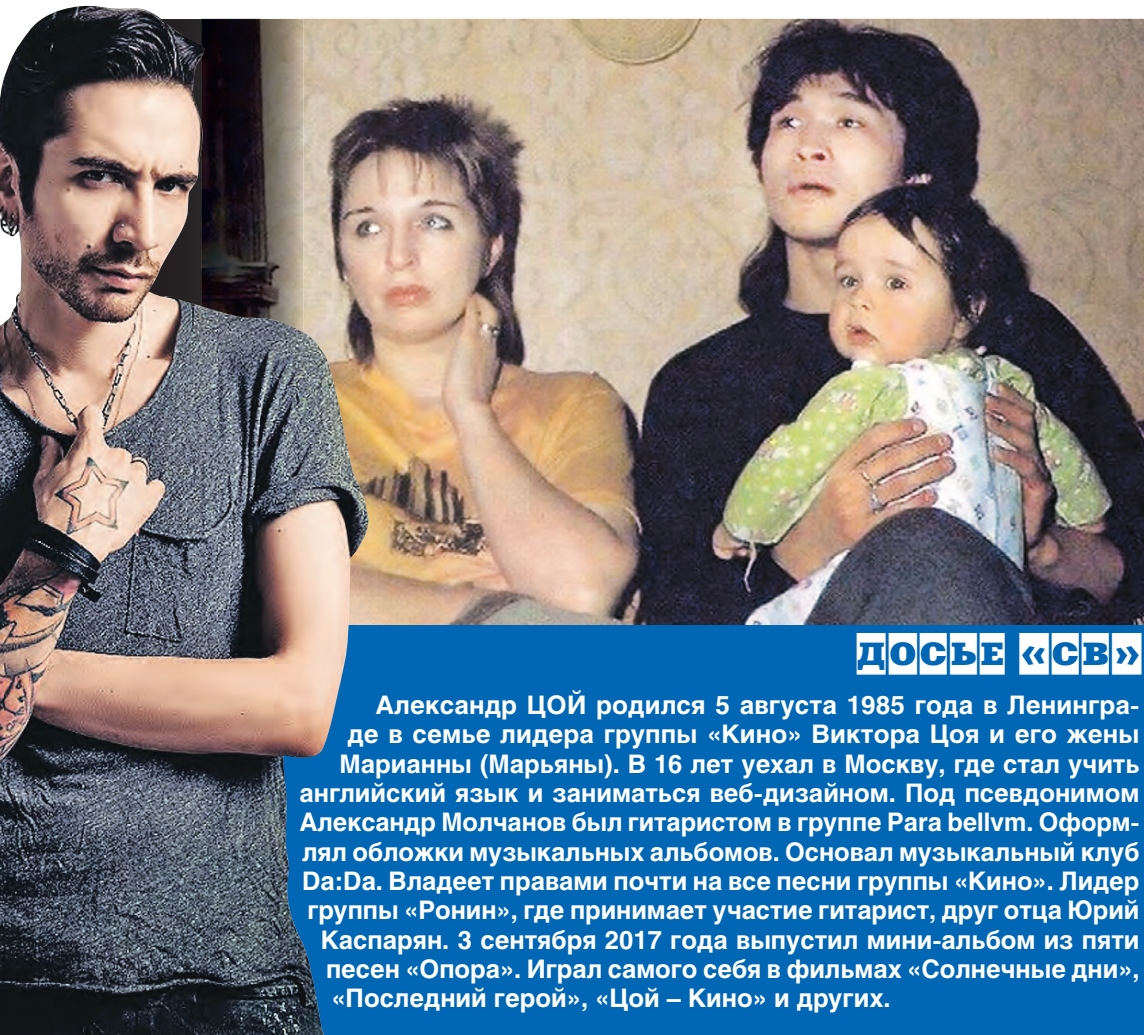 ДОСЬЕ «СВ»
Александр ЦОЙ родился 5 августа 1985 года в Ленингра-
де в семье лидера группы «Кино» Виктора Цоя и его жены
Марианны (Марьяны). В 16 лет уехал в Москву, где стал учить
английский язык и заниматься веб-дизайном. Под псевдонимом
Александр Молчанов был гитаристом в группе Para bellvm. Оформ-
лял обложки музыкальных альбомов. Основал музыкальный клуб
Da:Da. Владеет правами почти на все песни группы «Кино». Лидер
группы «Ронин», где принимает участие гитарист, друг отца Юрий
Каспарян. 3 сентября 2017 года выпустил мини-альбом из пяти
песен «Опора». Играл самого себя в фильмах «Солнечные дни»,
«Последний герой», «Цой – Кино» и других.